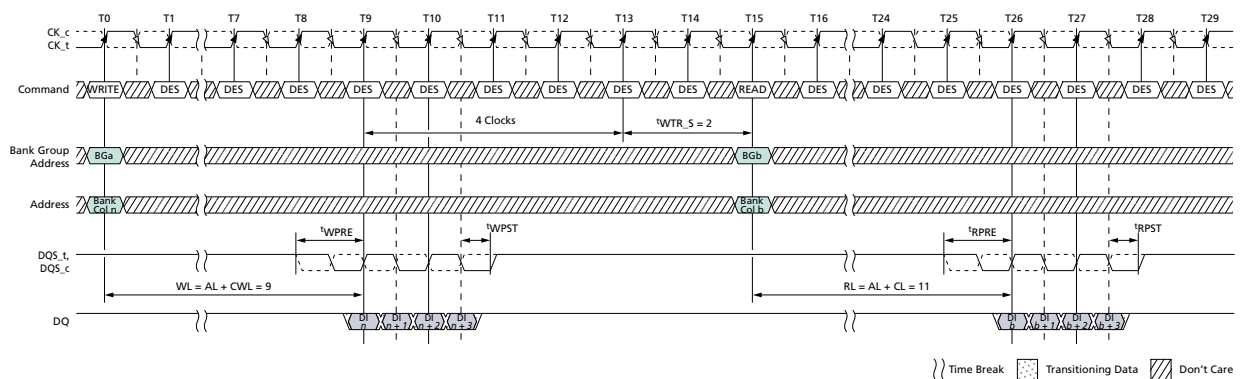 T0 T1 T7 T8 T9 T10 T11 T12 T13 T14 T15 T16 T24 T25 T26 T27 T28 T29
CK_c
CK_t
Command WRITE DES DES DES DES DES DES DES DES DES READ DES DES DES DES DES DES DES
4 Clocks tWTR_S = 2
Bank Group
Address BGa BGb
Address Bank Col n Bank Col b
tWPRE tWPST tRPRE tRPST
DQS_t,
DQS_c
WL = AL + CWL = 9 RL = AL + CL = 11
DQ DI n DI n + 1 DI n + 2 DI n + 3 DI b DI b + 1 DI b + 2 DI b + 3
Time Break Transitioning Data Don't Care